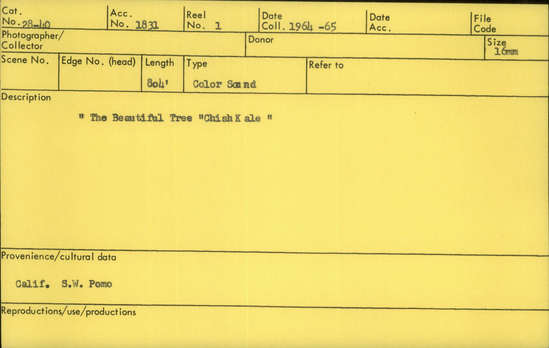 Cat. No. 28-40 Acc. No. 1831 Reel No. 1 Date Coll. 1964 -65 Date Acc. File Code
Photographer/ Collector Donor Size 16mm
Scene No. Edge No. (head) Length 804' Type Color Sound Refer to
Description
" The Beautiful Tree "Chishkale "
Provenience/cultural data
Calif. S.W. Pomo
Reproductions/use/productions